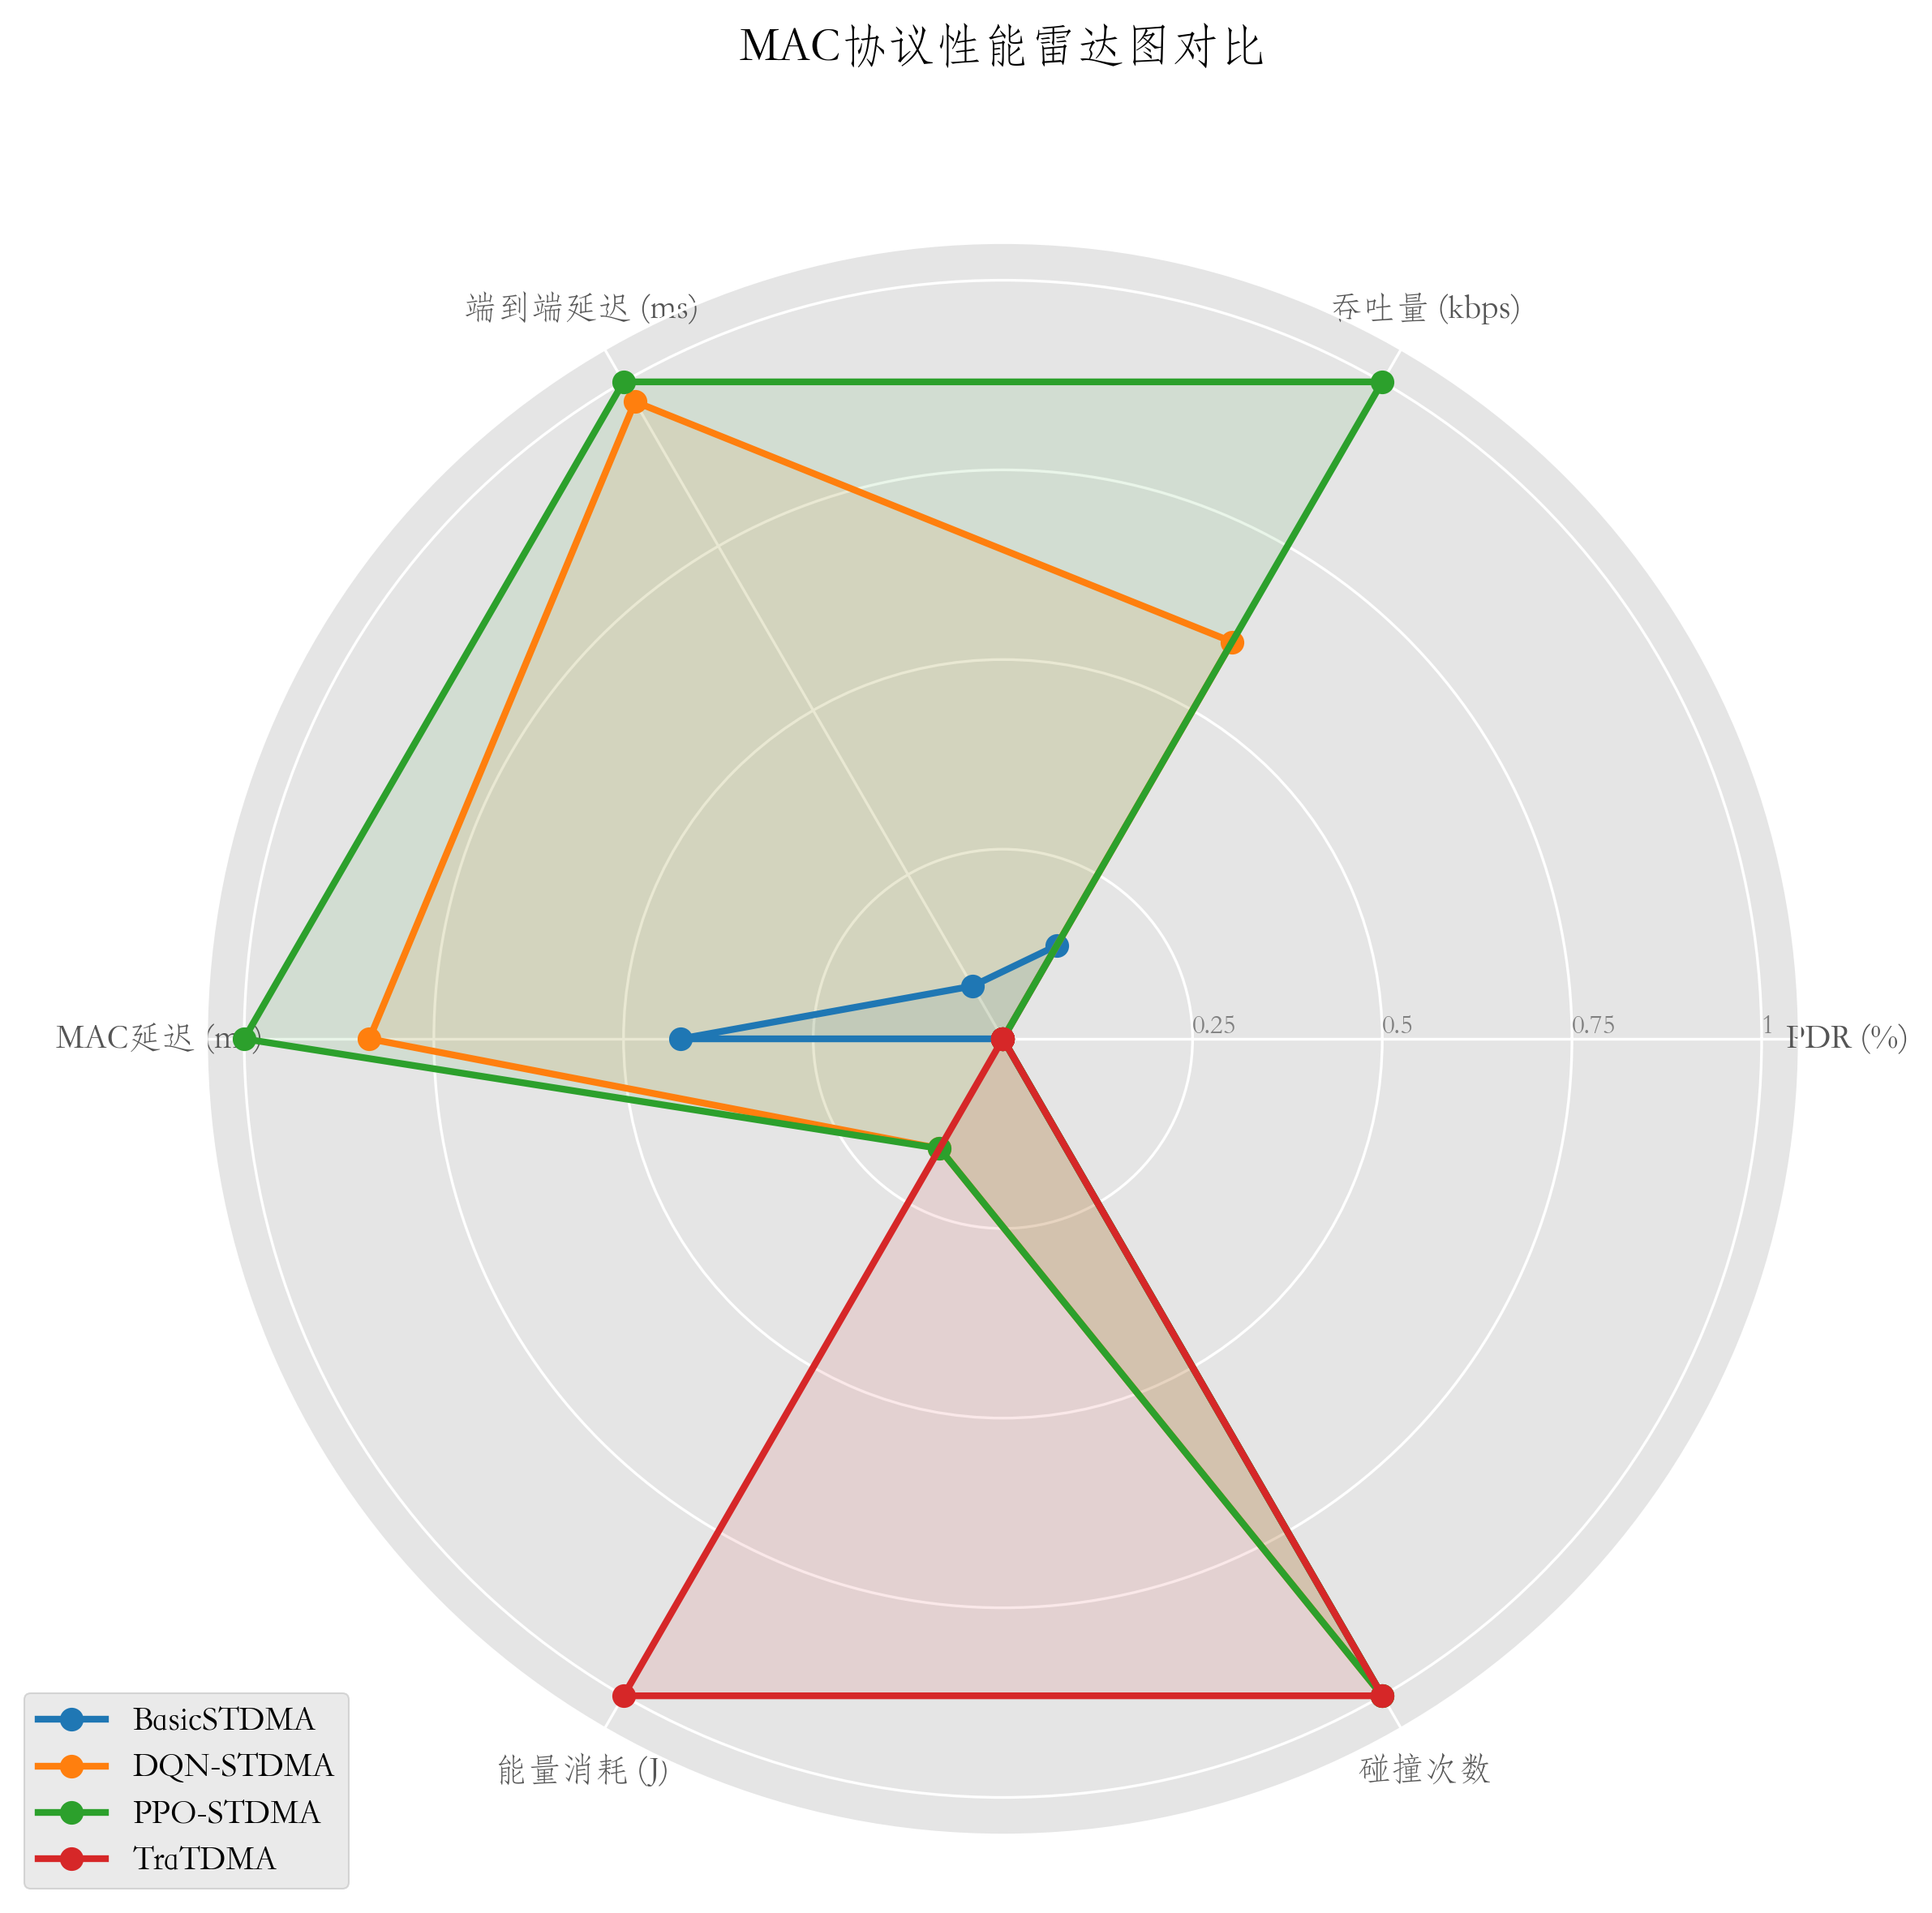 MAC协议性能雷达图对比
端到端延迟 (ms)
吞吐量 (kbps)
MAC延迟 (m )
0.25
0.5
0.75
1
PDR (%)
能量消耗 (J)
碰撞次数
BasicSTDMA
DQN-STDMA
PPO-STDMA
TraTDMA